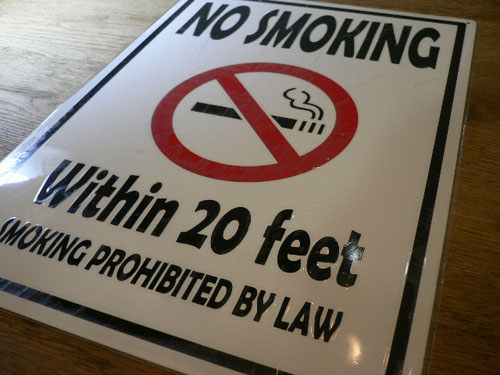 NO SMOKING
Within 20 feet
SMOKING PROHIBITED BY LAW